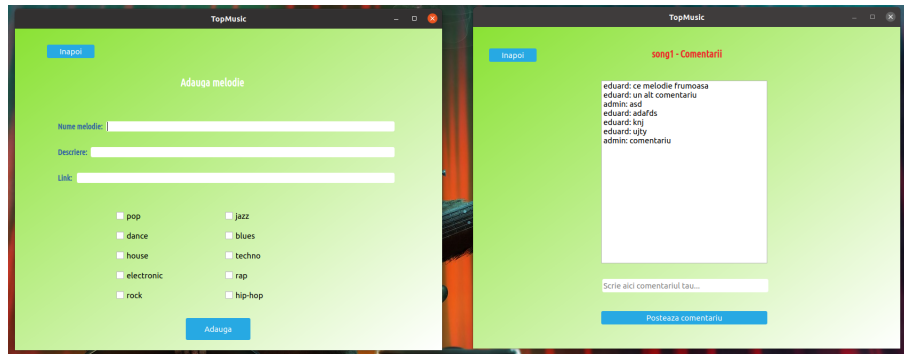 TopMusic
Inapoi
Adauga melodie
Nume melodie:
Descriere:
Link:
pop
jazz
dance
blues
house
techno
electronic
rap
rock
hip-hop
Adauga
TopMusic
Inapoi
song1 - Comentarii
eduard: ce melodie frumoasa
eduard: un alt comentariu
admin: asd
eduard: adafds
eduard: knj
eduard: ujty
admin: comentariu
Scrie aici comentariul tau...
Posteaza comentariu